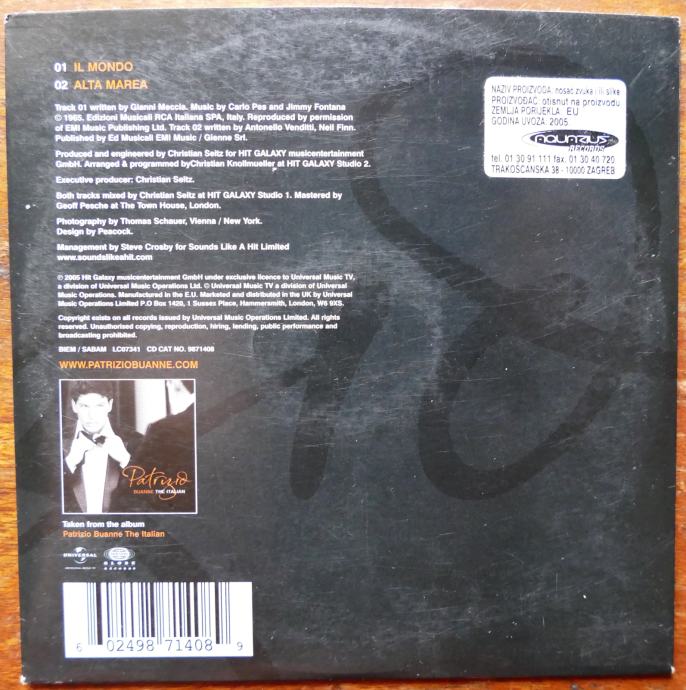 01 IL MONDO
02 ALTA MAREA
Track 01 written by Gianni Meccia. Music by Carlo Pes and Jimmy Fontana
© 1965. Edizioni Musicali RCA Italiana SPA, Italy. Reproduced by permission
of EMI Music Publishing Ltd. Track 02 written by Antonello Venditti, Neil Finn.
Published by Ed Musicali EMI Music / Gienne Srl.
Produced and engineered by Christian Seitz for HIT GALAXY musicentertainment
GmbH. Arranged & programmed byChristian Knollmueller at HIT GALAXY Studio 2.
Executive producer: Christian Seitz.
Both tracks mixed by Christian Seitz at HIT GALAXY Studio 1. Mastered by
Geoff Pesche at The Town House, London.
Photography by Thomas Schauer, Vienna / New York.
Design by Peacock.
Management by Steve Crosby for Sounds Like A Hit Limited
www.soundslikeahit.com
℗ 2005 Hit Galaxy musicentertainment GmbH under exclusive licence to Universal Music TV,
a division of Universal Music Operations Ltd. © Universal Music TV a division of Universal
Music Operations. Manufactured in the E.U. Marketed and distributed in the UK by Universal
Music Operations Limited P.O Box 1420, 1 Sussex Place, Hammersmith, London, W6 9XS.
Copyright exists on all records issued by Universal Music Operations Limited. All rights
reserved. Unauthorised copying, reproduction, hiring, lending, public performance and
broadcasting prohibited.
BIEM / SABAM LC07341 CD CAT NO. 9871408
WWW.PATRIZIOBUANNE.COM
Patrizio
BUANNE THE ITALIAN
Taken from the album
Patrizio Buanne The Italian
UNIVERSAL
GLOBE
RECORDS
6 02498 71408 9
NAZIV PROIZVODA: nosač zvuka i ili slike
PROIZVOĐAČ: otisnut na proizvodu
ZEMLJA PORIJEKLA: EU
GODINA UVOZA: 2005.
AQUARIUS
RECORDS
tel. 01 30 91 111 fax. 01 30 40 720
TRAKOŠĆANSKA 38 - 10000 ZAGREB